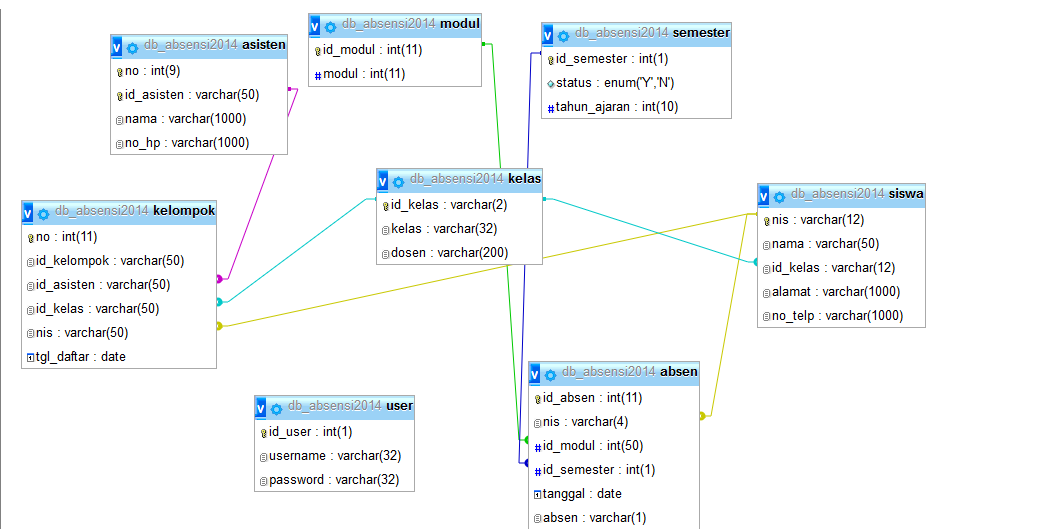 db_absensi2014 asisten
no : int(9)
id_asisten : varchar(50)
nama : varchar(1000)
no_hp : varchar(1000)
db_absensi2014 modul
id_modul : int(11)
modul : int(11)
db_absensi2014 semester
id_semester : int(1)
status : enum('Y','N')
tahun_ajaran : int(10)
db_absensi2014 kelompok
no : int(11)
id_kelompok : varchar(50)
id_asisten : varchar(50)
id_kelas : varchar(50)
nis : varchar(50)
tgl_daftar : date
db_absensi2014 kelas
id_kelas : varchar(2)
kelas : varchar(32)
dosen : varchar(200)
db_absensi2014 siswa
nis : varchar(12)
nama : varchar(50)
id_kelas : varchar(12)
alamat : varchar(1000)
no_telp : varchar(1000)
db_absensi2014 user
id_user : int(1)
username : varchar(32)
password : varchar(32)
db_absensi2014 absen
id_absen : int(11)
nis : varchar(4)
id_modul : int(50)
id_semester : int(1)
tanggal : date
absen : varchar(1)